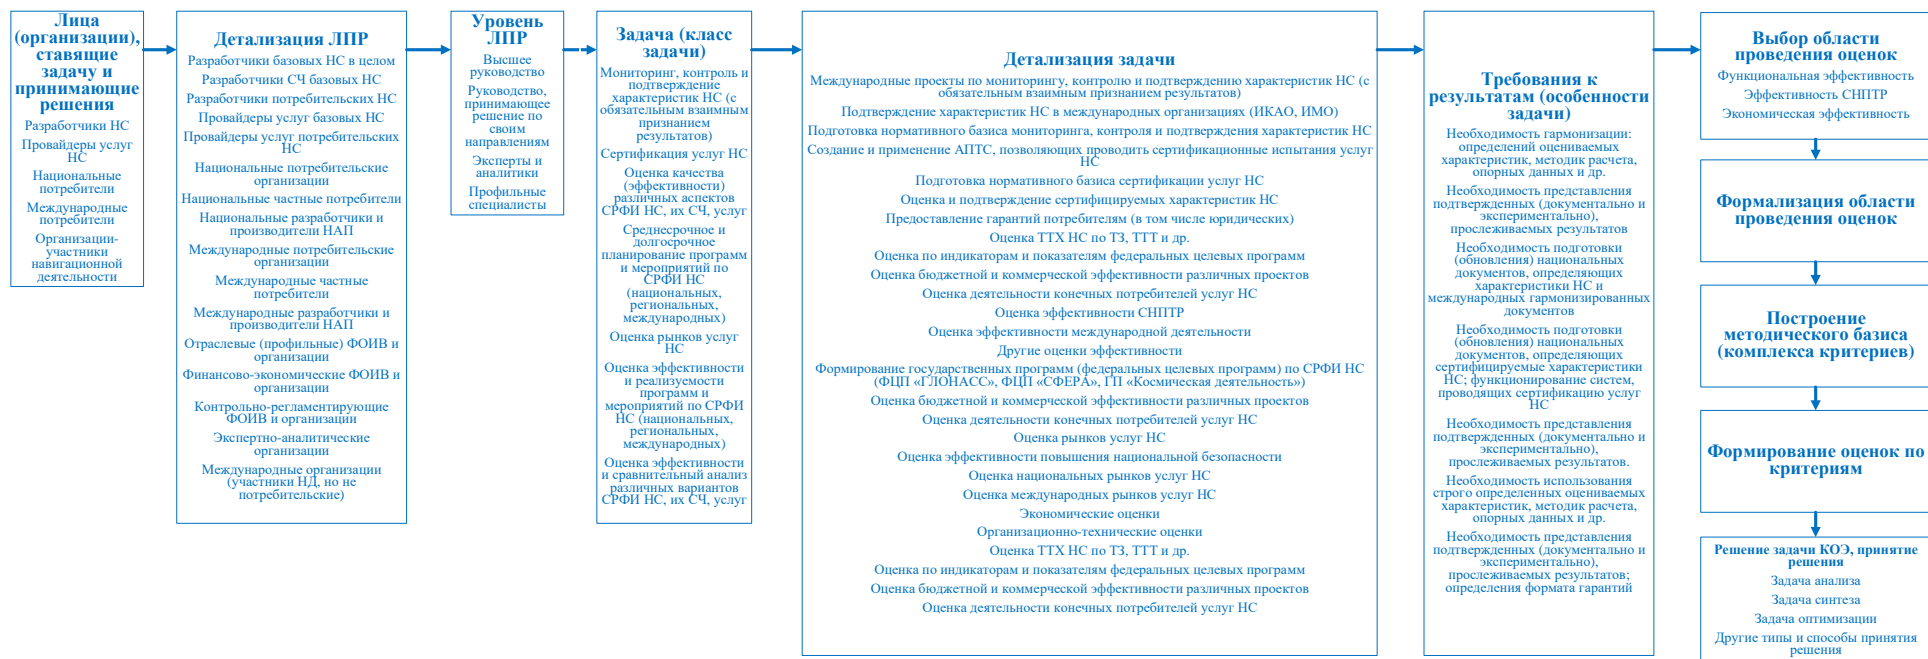 Лица
(организации),
ставящие
задачу и
принимающие
решения
Разработчики НС
Провайдеры услуг
НС
Национальные
потребители
Международные
потребители
Организации-
участники
навигационной
деятельности
Детализация ЛПР
Разработчики базовых НС в целом
Разработчики СЧ базовых НС
Разработчики потребительских НС
Провайдеры услуг базовых НС
Провайдеры услуг потребительских
НС
Национальные потребительские
организации
Национальные частные потребители
Национальные разработчики и
производители НАП
Международные потребительские
организации
Международные частные
потребители
Международные разработчики и
производители НАП
Отраслевые (профильные) ФОИВ и
организации
Финансово-экономические ФОИВ и
организации
Контрольно-регламентирующие
ФОИВ и организации
Экспертно-аналитические
организации
Международные организации
(участники НД, но не
потребительские)
Уровень
ЛПР
Высшее
руководство
Руководство,
принимающее
решение по
своим
направлениям
Эксперты и
аналитики
Профильные
специалисты
Задача (класс
задачи)
Мониторинг, контроль и
подтверждение
характеристик НС (с
обязательным взаимным
признанием
результатов)
Сертификация услуг НС
Оценка качества
(эффективности)
различных аспектов
СРФИ НС, их СЧ, услуг
Среднесрочное и
долгосрочное
планирование программ
и мероприятий по
СРФИ НС
(национальных,
региональных,
международных)
Оценка рынков услуг
НС
Оценка эффективности
и реализуемости
программ и
мероприятий по СРФИ
НС (национальных,
региональных,
международных)
Оценка эффективности
и сравнительный анализ
различных вариантов
СРФИ НС, их СЧ, услуг
Детализация задачи
Международные проекты по мониторингу, контролю и подтверждению характеристик НС (с
обязательным взаимным признанием результатов)
Подтверждение характеристик НС в международных организациях (ИКАО, ИМО)
Подготовка нормативного базиса мониторинга, контроля и подтверждения характеристик НС
Создание и применение АПТС, позволяющих проводить сертификационные испытания услуг
НС
Подготовка нормативного базиса сертификации услуг НС
Оценка и подтверждение сертифицируемых характеристик НС
Предоставление гарантий потребителям (в том числе юридических)
Оценка ТТХ НС по ТЗ, ТТТ и др.
Оценка по индикаторам и показателям федеральных целевых программ
Оценка бюджетной и коммерческой эффективности различных проектов
Оценка деятельности конечных потребителей услуг НС
Оценка эффективности СНПТР
Оценка эффективности международной деятельности
Другие оценки эффективности
Формирование государственных программ (федеральных целевых программ) по СРФИ НС
(ФЦП «ГЛОНАСС», ФЦП «СФЕРА», ГП «Космическая деятельность»)
Оценка бюджетной и коммерческой эффективности различных проектов
Оценка деятельности конечных потребителей услуг НС
Оценка рынков услуг НС
Оценка эффективности повышения национальной безопасности
Оценка национальных рынков услуг НС
Оценка международных рынков услуг НС
Экономические оценки
Организационно-технические оценки
Оценка ТТХ НС по ТЗ, ТТТ и др.
Оценка по индикаторам и показателям федеральных целевых программ
Оценка бюджетной и коммерческой эффективности различных проектов
Оценка деятельности конечных потребителей услуг НС
Требования к
результатам (особенности
задачи)
Необходимость гармонизации:
определений оцениваемых
характеристик, методик расчета,
опорных данных и др.
Необходимость представления
подтвержденных (документально и
экспериментально),
прослеживаемых результатов
Необходимость подготовки
(обновления) национальных
документов, определяющих
характеристики НС и
международных гармонизированных
документов
Необходимость подготовки
(обновления) национальных
документов, определяющих
сертифицируемые характеристики
НС; функционирование систем,
проводящих сертификацию услуг
НС
Необходимость представления
подтвержденных (документально и
экспериментально),
прослеживаемых результатов.
Необходимость использования
строго определенных оцениваемых
характеристик, методик расчета,
опорных данных и др.
Необходимость представления
подтвержденных (документально и
экспериментально),
прослеживаемых результатов;
определения формата гарантий
Выбор области
проведения оценок
Функциональная эффективность
Эффективность СНПТР
Экономическая эффективность
Формализация области
проведения оценок
Построение
методического базиса
(комплекса критериев)
Формирование оценок по
критериям
Решение задачи КОЭ, принятие
решения
Задача анализа
Задача синтеза
Задача оптимизации
Другие типы и способы принятия
решения